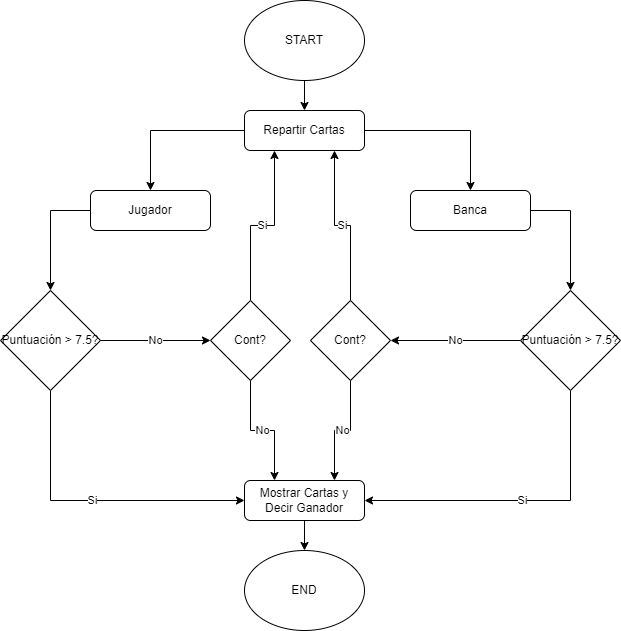 START
Repartir Cartas
Jugador
Banca
Si
Si
Puntuación > 7.5?
No
Cont?
Cont?
No
Puntuación > 7.5?
No
No
Si
Mostrar Cartas y
Decir Ganador
Si
END